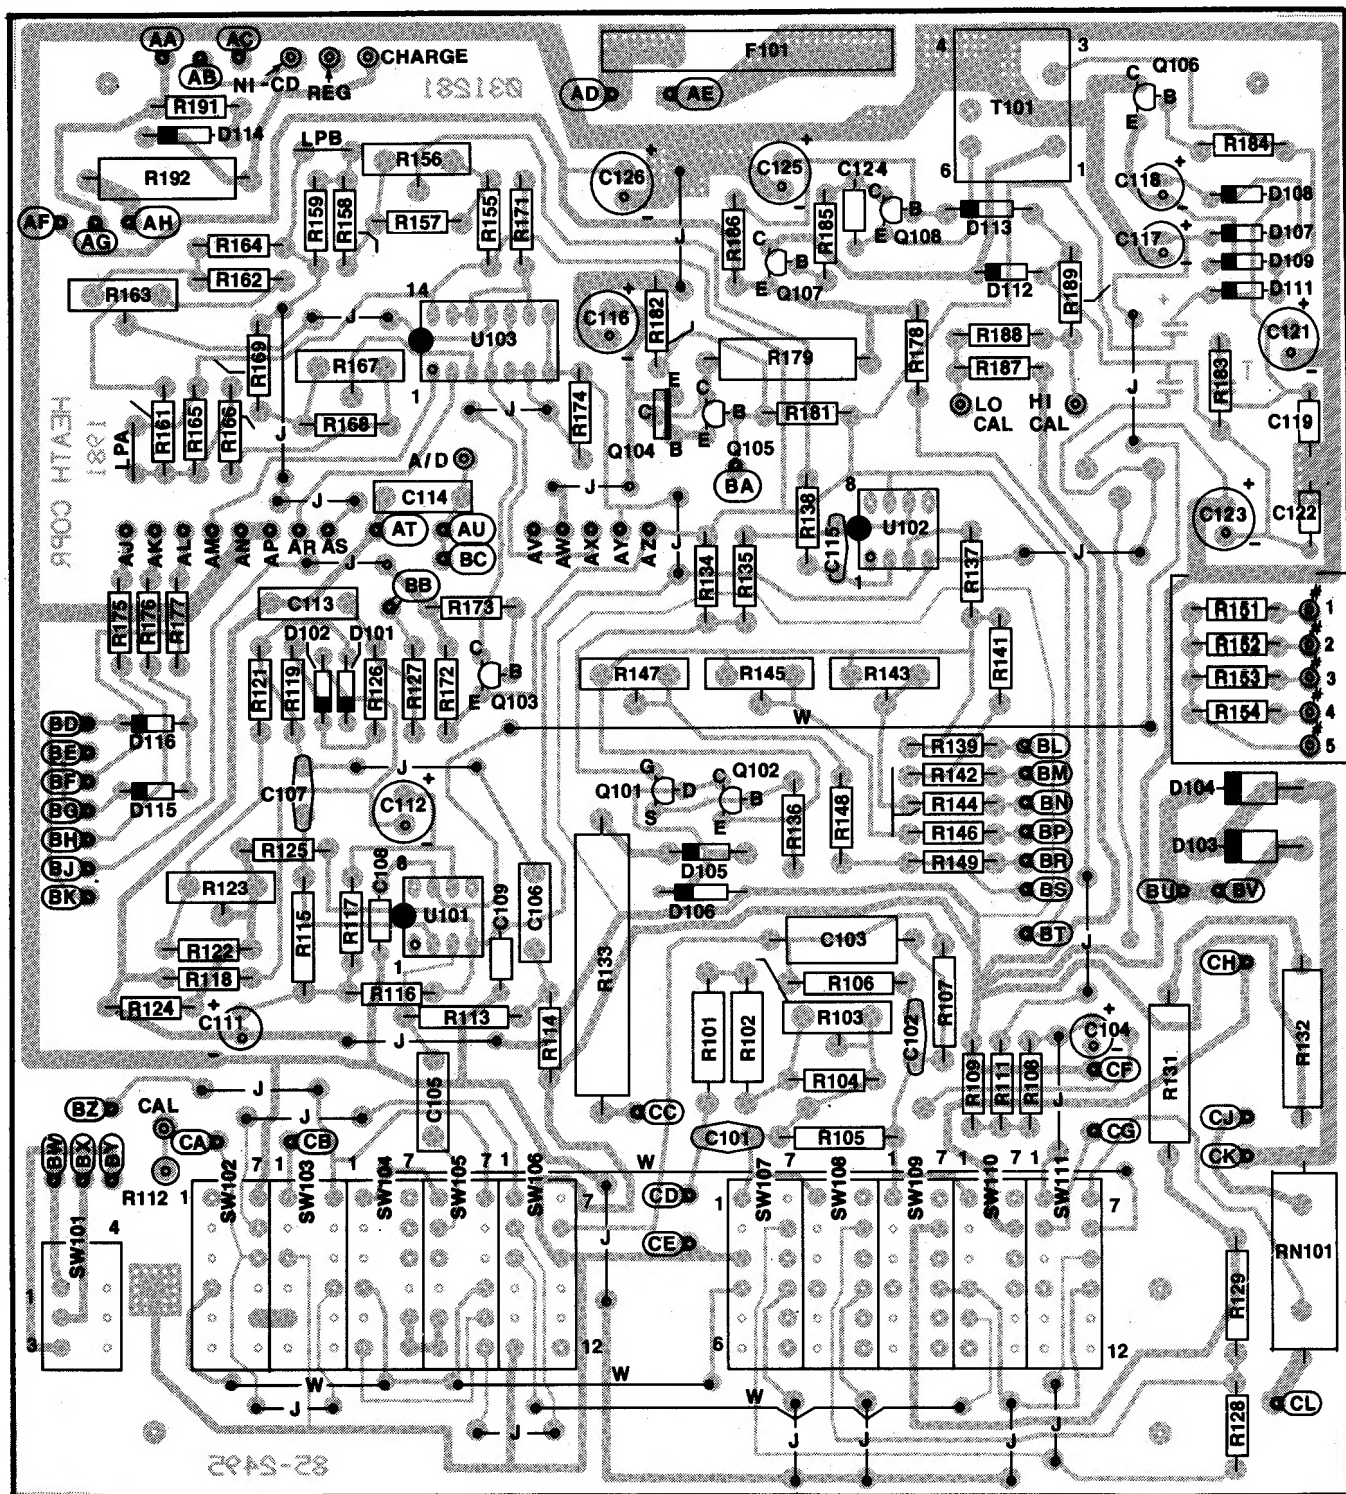 AA AC
AB NI-CD REG CHARGE
F101
4 3
C Q106
B
E
T101
6 1
AD AE
031281
R191
D114
R192
LPB
R156
R159 R158
R157
R155 R171
C126 +
-
C125 +
-
C124
R186
R185
C
B
E Q108
C
B
E Q107
D113
D112
R189
R184
C118 +
-
D108
C117 +
-
D107
D109
D111
C121 +
-
AF AG AH
R164
R162
R163
J
J
14
U103
1
C116 +
-
R182
J
R179
R178
R188
R187
LO CAL
HI CAL
J
R183
C119
R169
R167
R168
J
J
R174
E
C
B
Q104
C
B
E
Q105
R181
BA
HEATH COPR
1981
LPA
R161
R165
R166
A/D
C114
J
J
R138
8
U102
1
C115
R137
J
C123 +
-
C122
AJ AK AL AM AN AP AR AS
AT AU
BC
BB
J
AV AW AX AY AZ
J
R134
R135
R175 R176 R177
C113
R173
D102 D101
R121 R119
R126 R127 R172
C
B
E Q103
R147
R145
R143
R141
R151 * 1
R152 * 2
R153 * 3
R154 * 4
5
W
BD
BE
BF
BG
BH
BJ
BK
D116
D115
C107
J
C112 +
-
G
D
S
Q101
C
B
E
Q102
R136
R148
R139 BL
R142 BM
R144 BN
R146 BP
R149 BR
BS
BT
D104
D103
BU BV
R125
R123
R115
R117
C108
8
U101
1
C109
C106
R133
D105
D106
C103
J
CH
R122
R118
R124
C111 +
-
R116
R113
J
R114
R101
R102
R106
R103
R104
R105
C102
R107
R109 R111 R108
C104 +
-
J
CF
CG
R131
R132
CJ
CK
BZ
J
CAL
J
CA
CB
C105
CC
C101
BW BX BY
R112
W
1 SW102 7 1 SW103 1 SW104 7 SW105 7 1 SW106 7
12
CD
CE
J
1 SW107 7 SW108 SW109 7 1 SW110 7 1 SW111 7
6 12
SW101
4
1
3
RN101
R129
R128
CL
W
W
W
J
J
J
J
J
J
85-2495